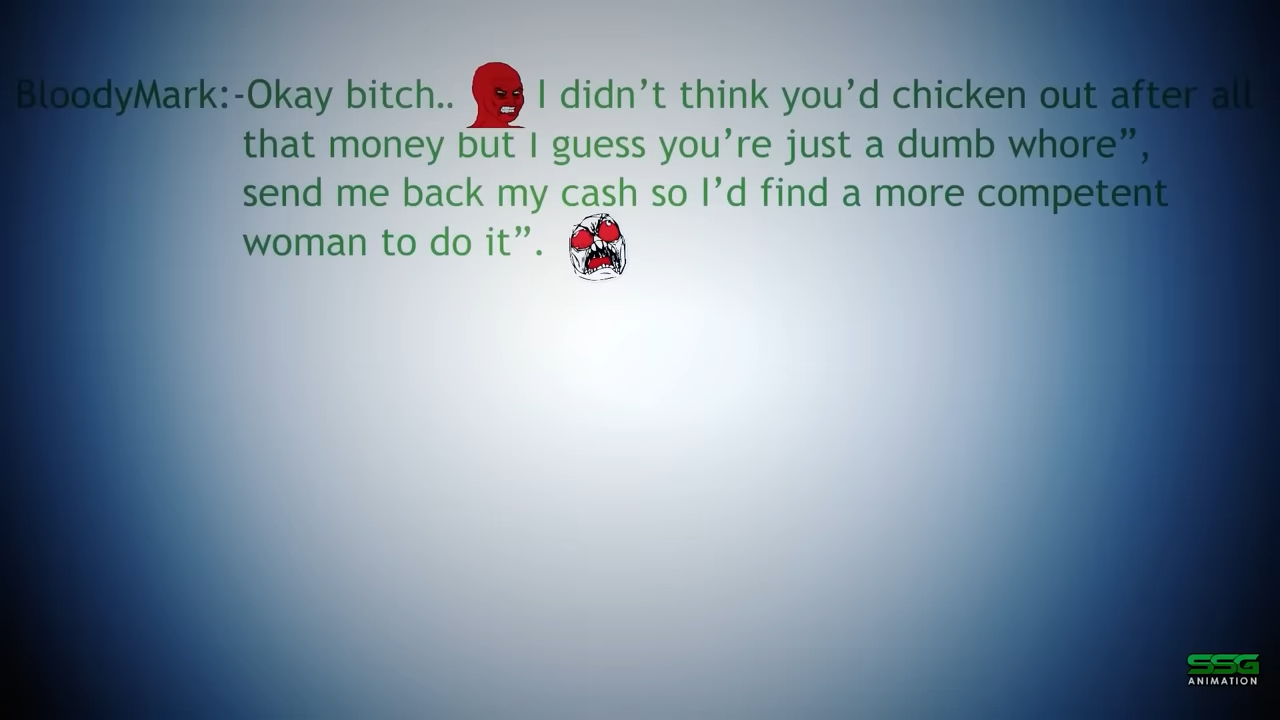 BloodyMark:-Okay bitch.. I didn’t think you’d chicken out after all
that money but I guess you’re just a dumb whore”,
send me back my cash so I’d find a more competent
woman to do it”.
SSG
ANIMATION